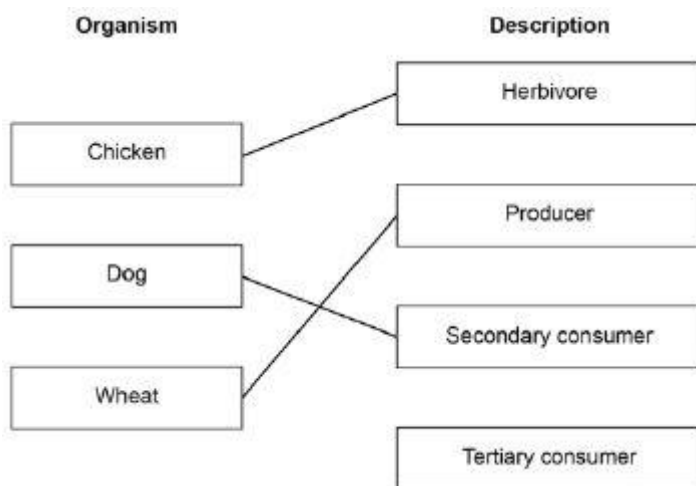 Organism
Description
Herbivore
Chicken
Producer
Dog
Secondary consumer
Wheat
Tertiary consumer